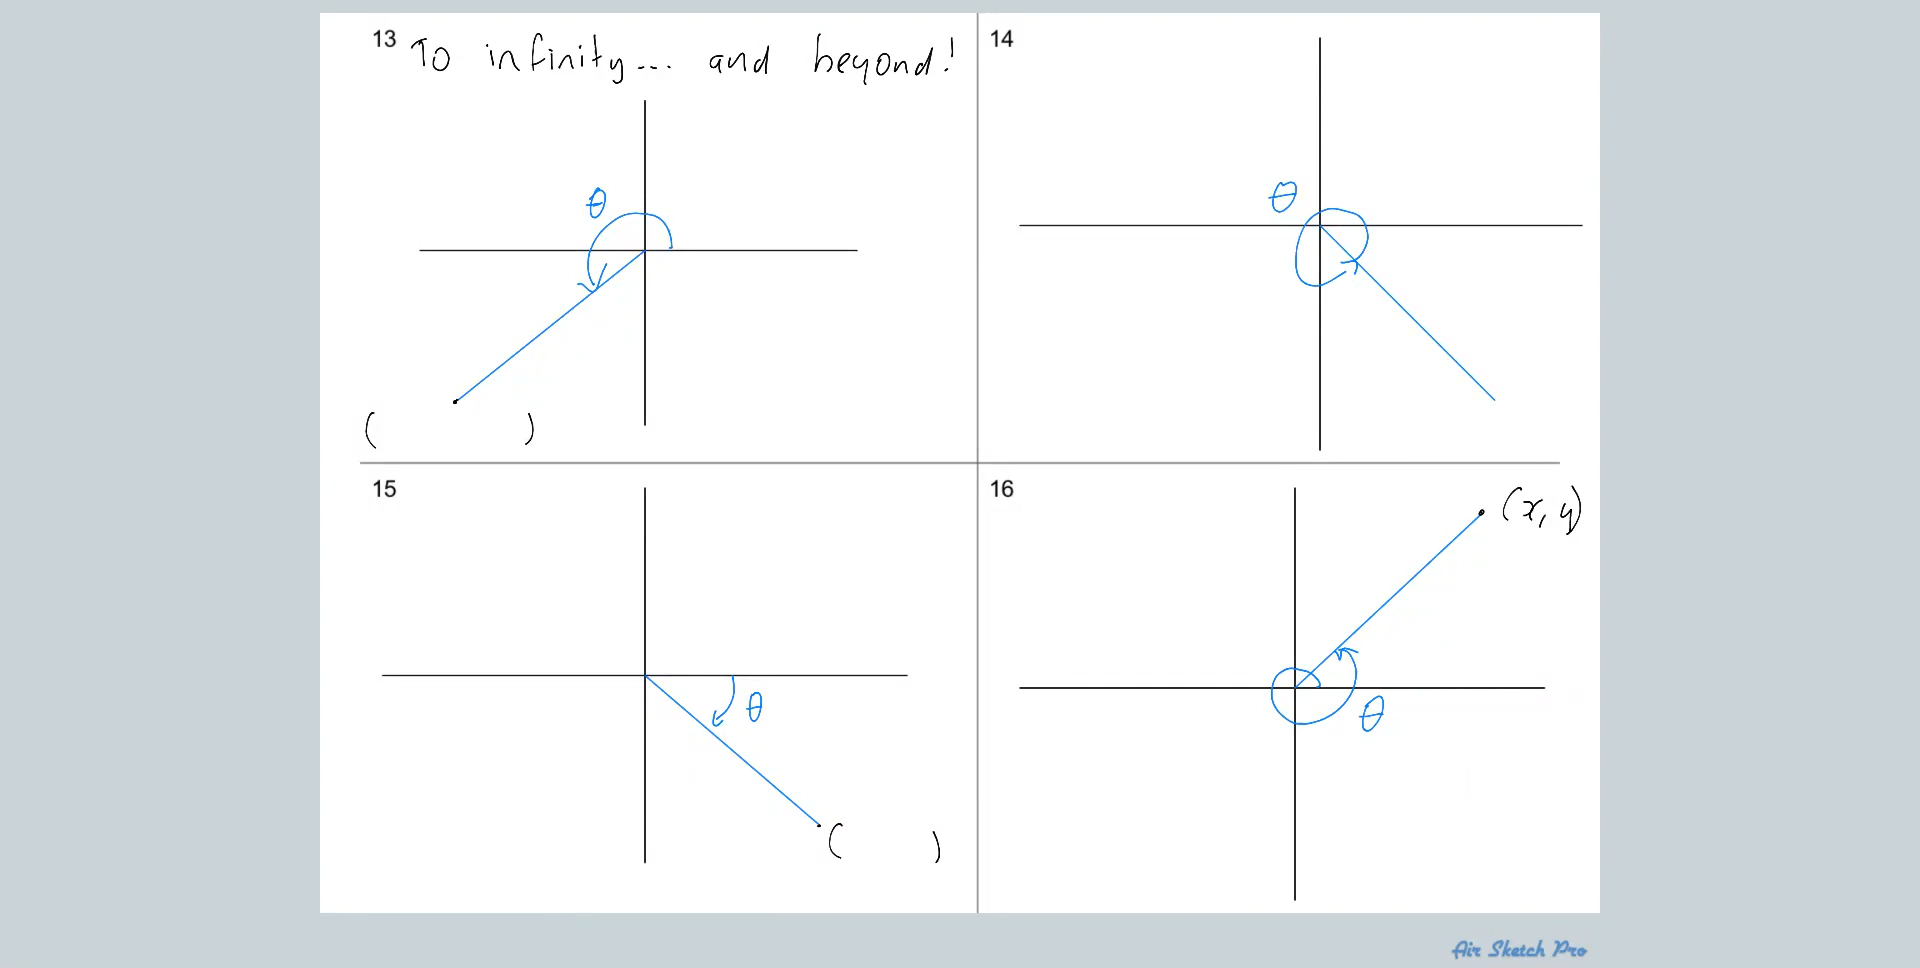 13 To infinity... and beyond!
θ
(      )
14
θ
15
θ
(      )
16
(x, y)
θ
Air Sketch Pro